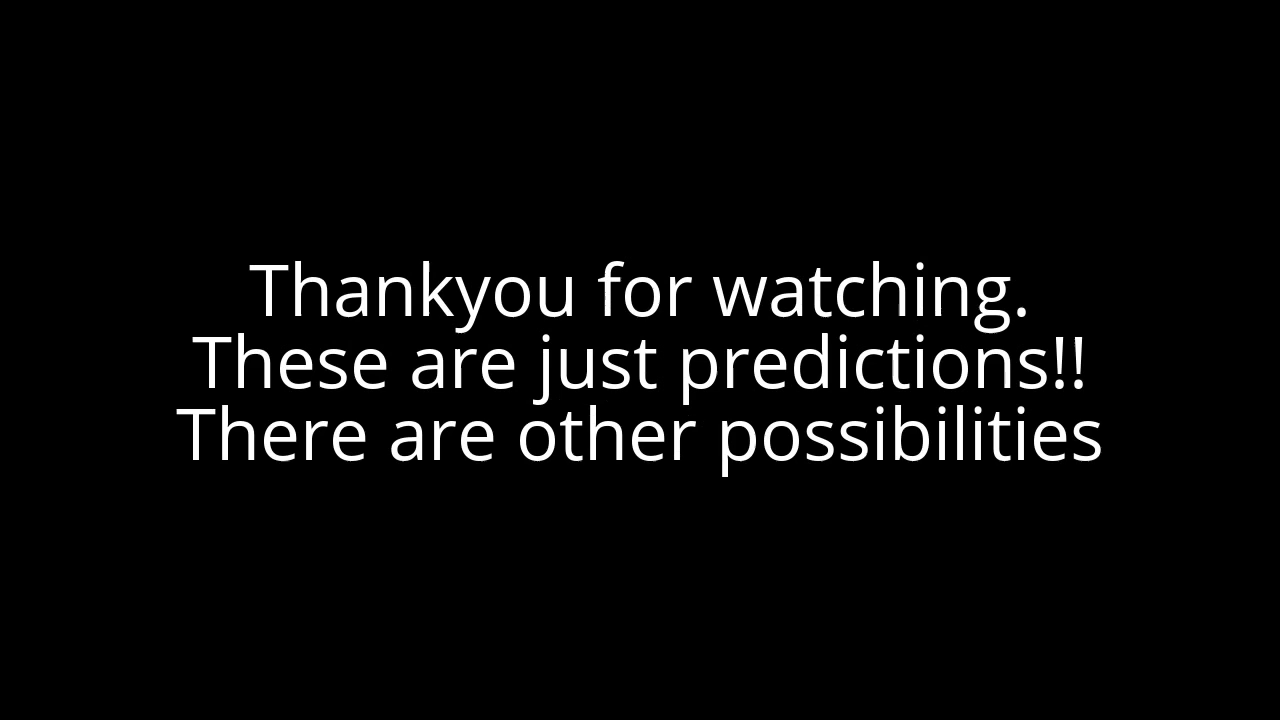 Thankyou for watching.
These are just predictions!!
There are other possibilities